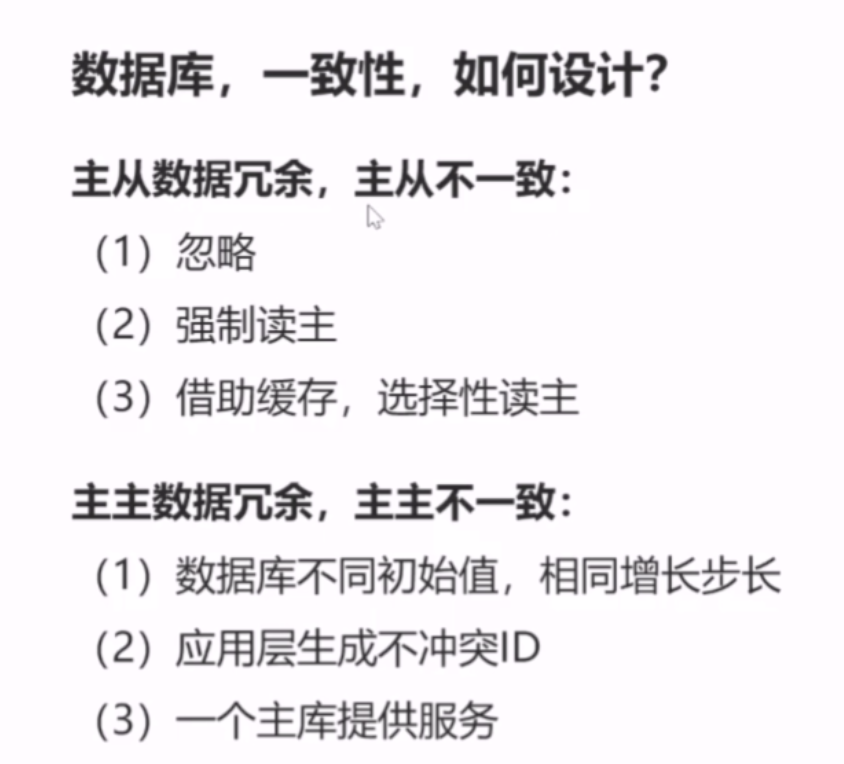 数据库，一致性，如何设计？
主从数据冗余，主从不一致：
（1）忽略
（2）强制读主
（3）借助缓存，选择性读主
主主数据冗余，主主不一致：
（1）数据库不同初始值，相同增长步长
（2）应用层生成不冲突ID
（3）一个主库提供服务